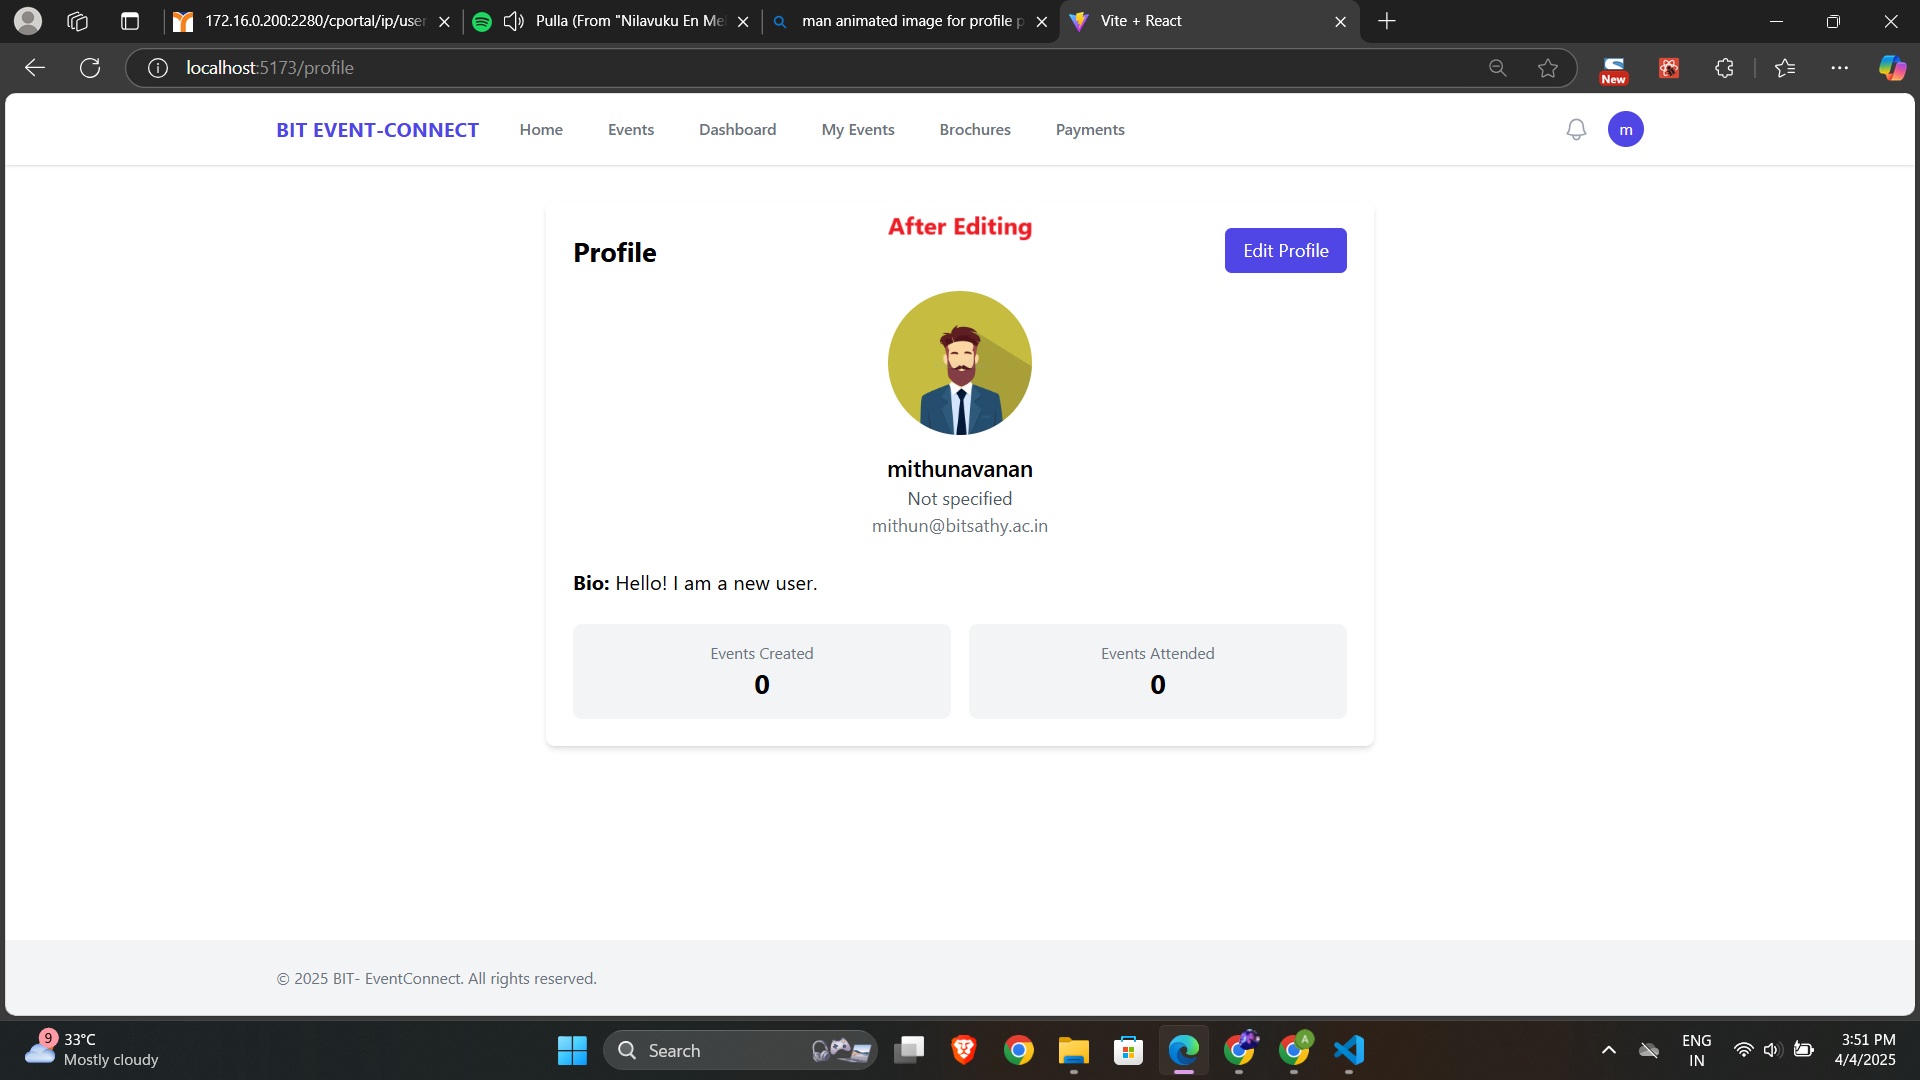 172.16.0.200:2280/cportal/ip/user
Pulla (From "Nilavuku En Mel
man animated image for profile p
Vite + React
localhost:5173/profile
New
BIT EVENT-CONNECT
Home
Events
Dashboard
My Events
Brochures
Payments
m
After Editing
Profile
Edit Profile
mithunavanan
Not specified
mithun@bitsathy.ac.in
Bio: Hello! I am a new user.
Events Created
0
Events Attended
0
© 2025 BIT- EventConnect. All rights reserved.
9
33°C
Mostly cloudy
Search
A
ENG
IN
3:51 PM
4/4/2025